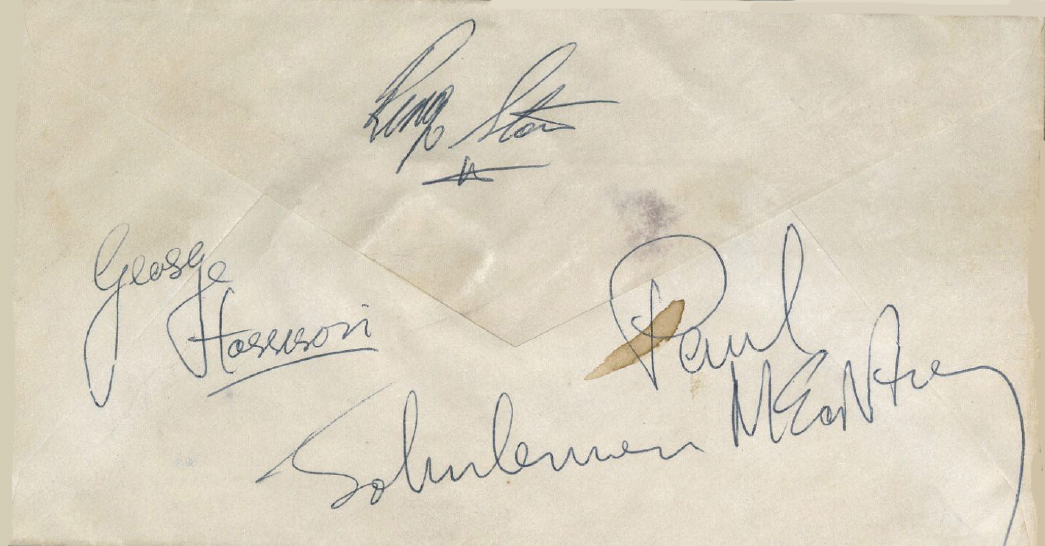 Ringo Starr
George
Harrison
Paul
McCartney
John Lennon